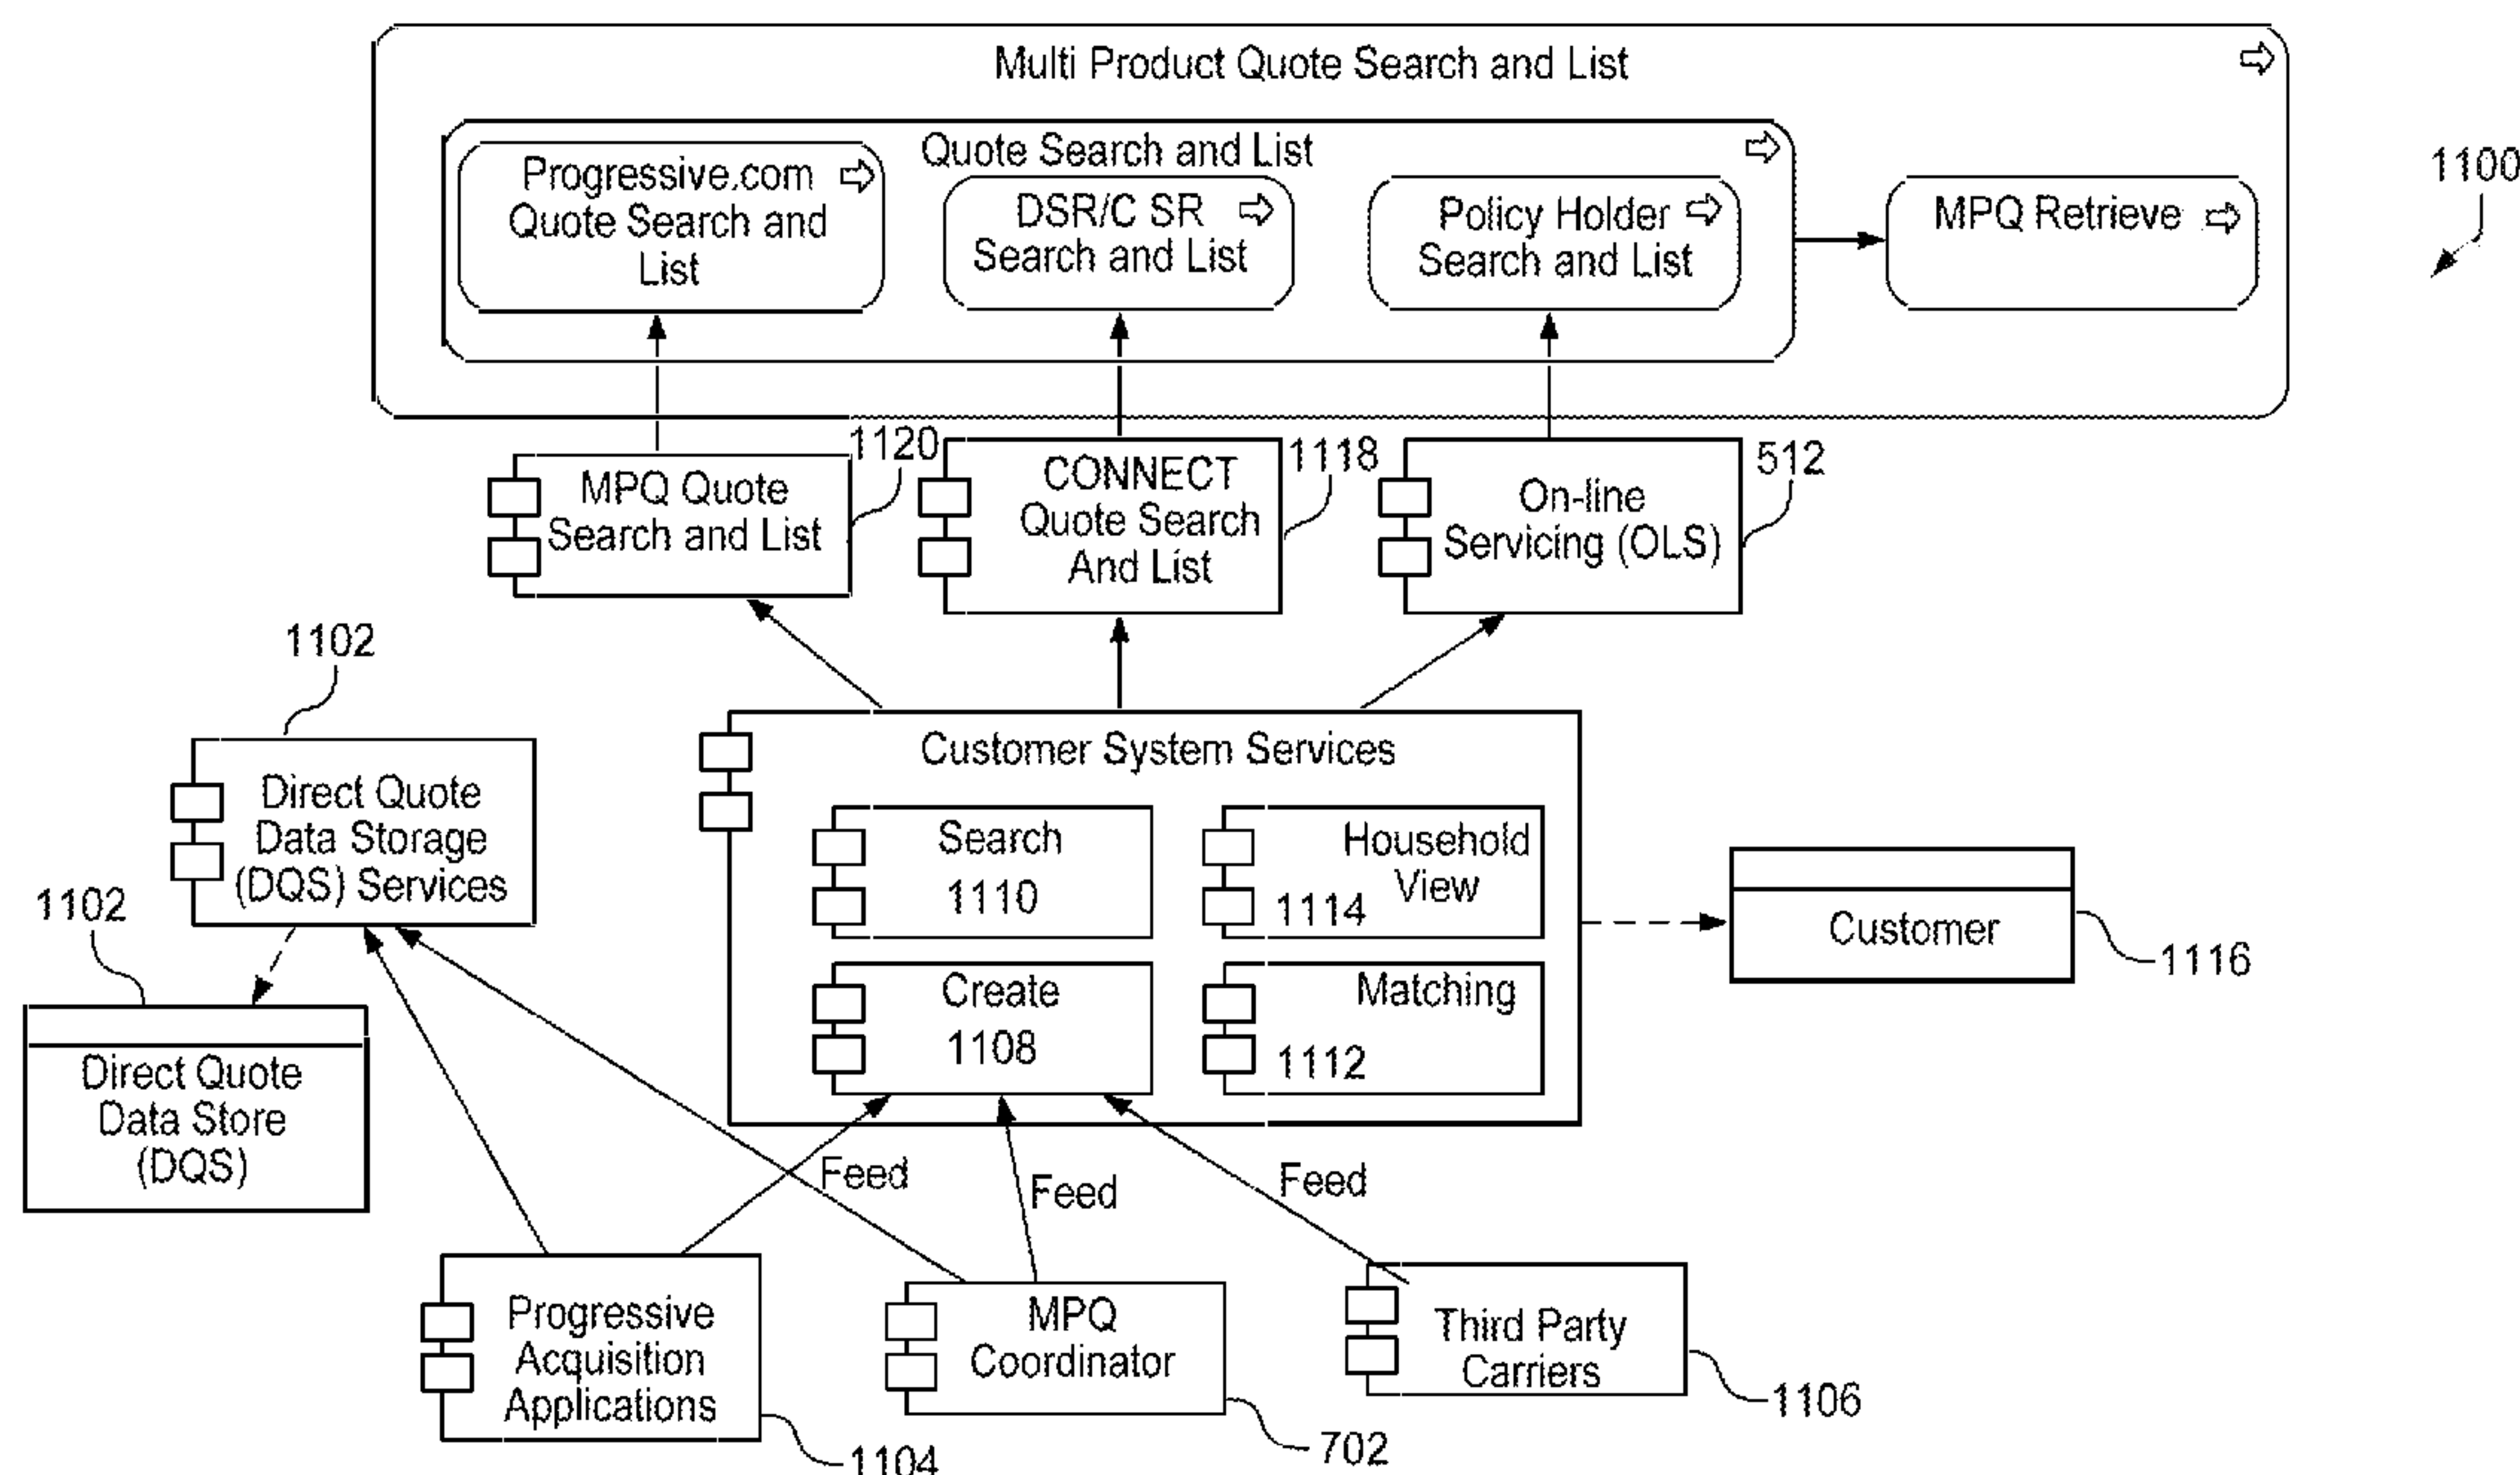 Multi Product Quote Search and List
Quote Search and List
Progressive.com
Quote Search and
List
DSR/C SR
Search and List
Policy Holder
Search and List
MPQ Retrieve
1100
1120
MPQ Quote
Search and List
1118
CONNECT
Quote Search
And List
512
On-line
Servicing (OLS)
1102
Direct Quote
Data Storage
(DQS) Services
1102
Direct Quote
Data Store
(DQS)
Customer System Services
Search
1110
Household
View
1114
Create
1108
Matching
1112
Customer
1116
Feed
Feed
Feed
Progressive
Acquisition
Applications
1104
MPQ
Coordinator
702
Third Party
Carriers
1106